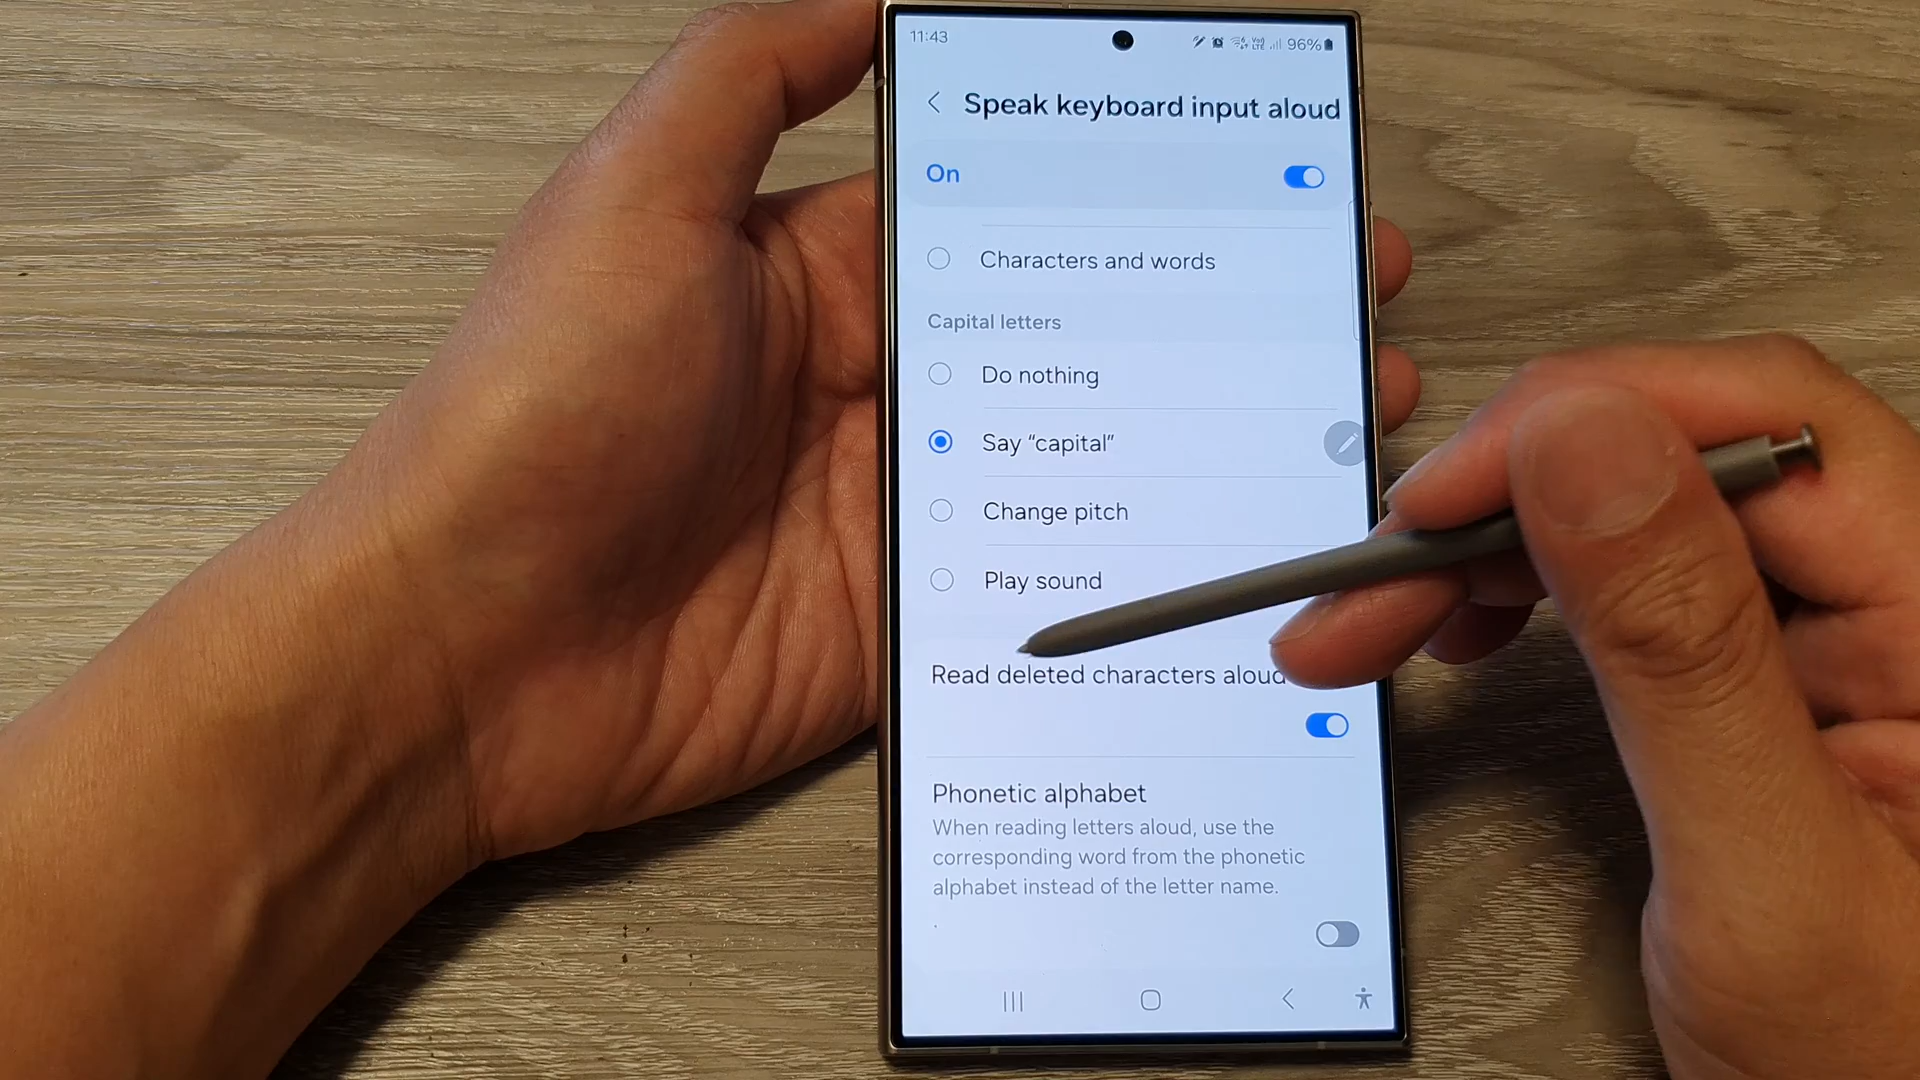 11:43
96%
Speak keyboard input aloud
On
Characters and words
Capital letters
Do nothing
Say “capital”
Change pitch
Play sound
Read deleted characters aloud
Phonetic alphabet
When reading letters aloud, use the
corresponding word from the phonetic
alphabet instead of the letter name.